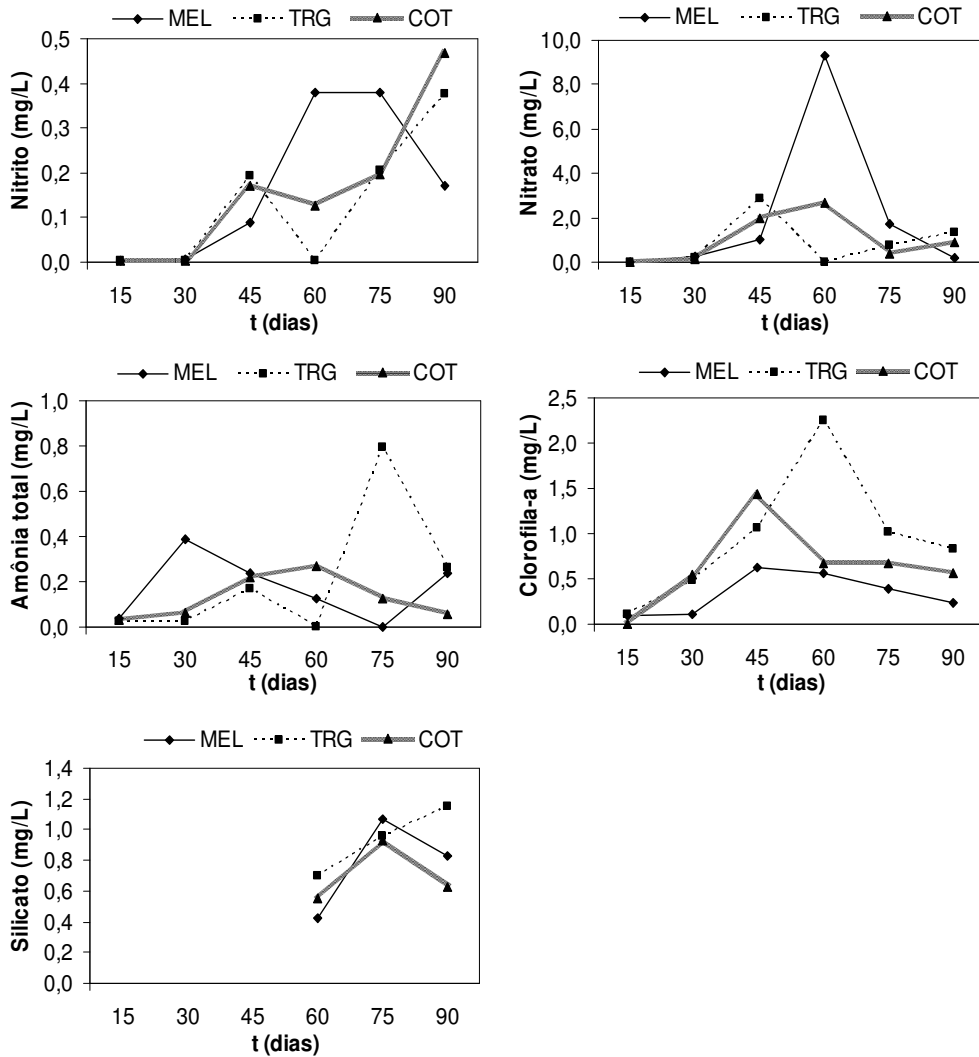 MEL TRG COT
Nitrito (mg/L)
0,5
0,4
0,3
0,2
0,1
0,0
15 30 45 60 75 90
t (dias)
MEL TRG COT
Nitrato (mg/L)
10,0
8,0
6,0
4,0
2,0
0,0
15 30 45 60 75 90
t (dias)
MEL TRG COT
Amônia total (mg/L)
1,0
0,8
0,6
0,4
0,2
0,0
15 30 45 60 75 90
t (dias)
MEL TRG COT
Clorofila-a (mg/L)
2,5
2,0
1,5
1,0
0,5
0,0
15 30 45 60 75 90
t (dias)
MEL TRG COT
Silicato (mg/L)
1,4
1,2
1,0
0,8
0,6
0,4
0,2
0,0
15 30 45 60 75 90
t (dias)